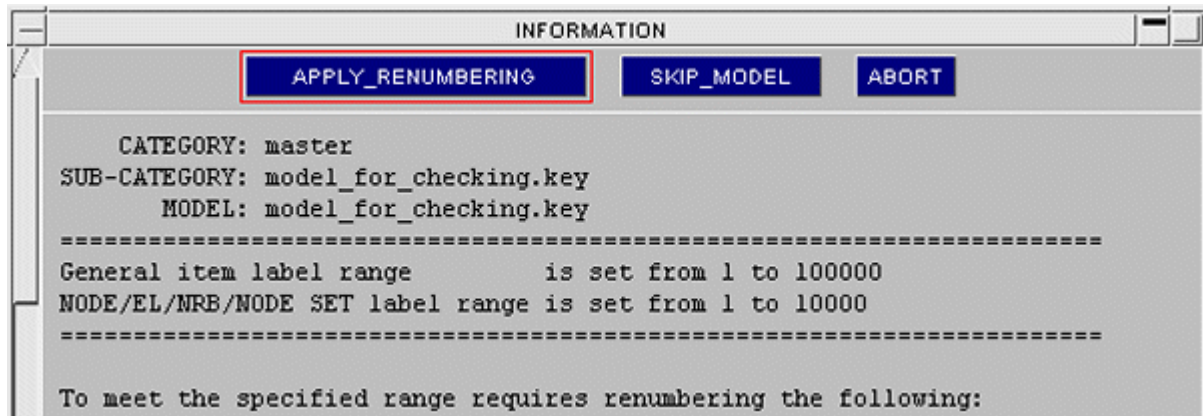 INFORMATION
APPLY_RENUMBERING SKIP_MODEL ABORT
CATEGORY: master
SUB-CATEGORY: model_for_checking.key
MODEL: model_for_checking.key
=======================================================================
General item label range is set from 1 to 100000
NODE/EL/NRB/NODE SET label range is set from 1 to 10000
=======================================================================
To meet the specified range requires renumbering the following: